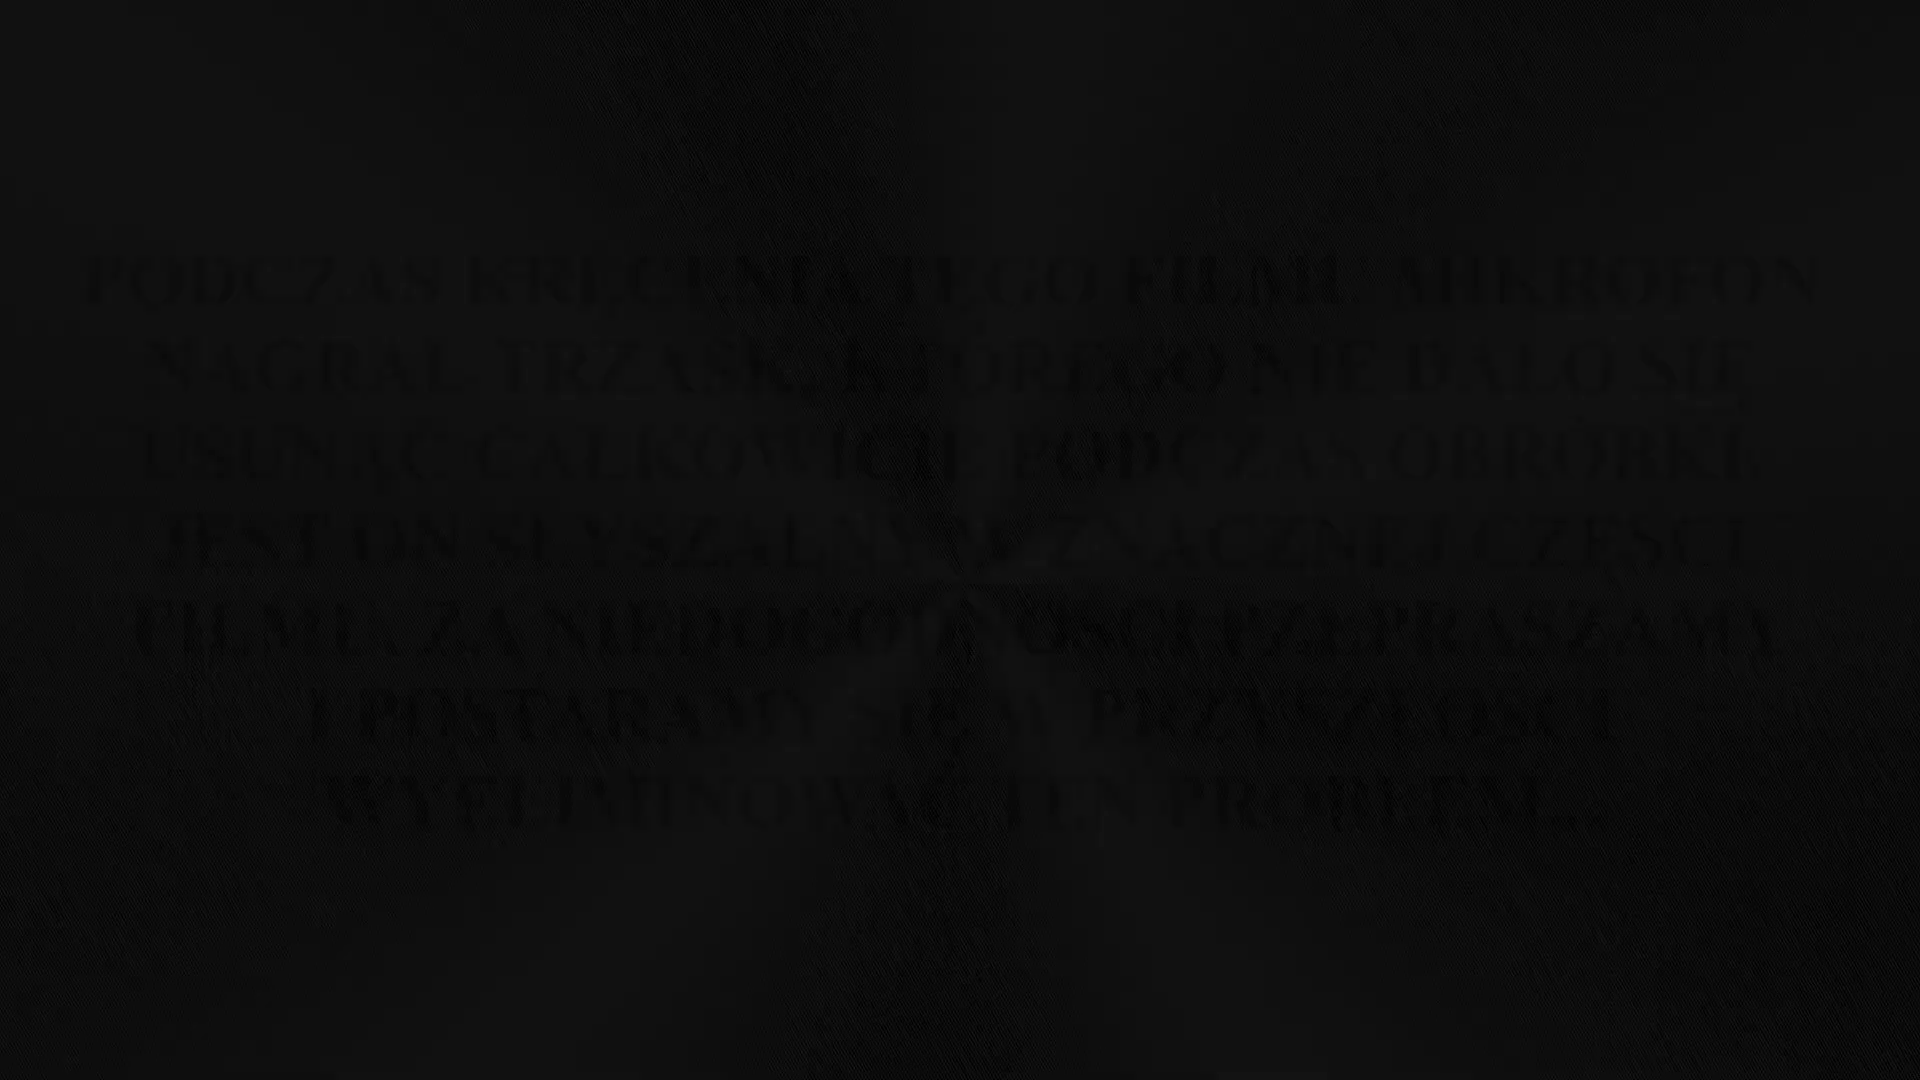 PODCZAS KRĘCENIA TEGO FILMU MIKROFON
NAGRAŁ TRZASK, KTÓREGO NIE DAŁO SIĘ
USUNĄĆ CAŁKOWICIE PODCZAS OBRÓBKI.
JEST ON SŁYSZALNY W ZNACZNEJ CZĘŚCI
FILMU. ZA NIEDOGODNOŚCI PRZEPRASZAMY
I POSTARAMY SIĘ W PRZYSZŁOŚCI
WYELIMINOWAĆ TEN PROBLEM...